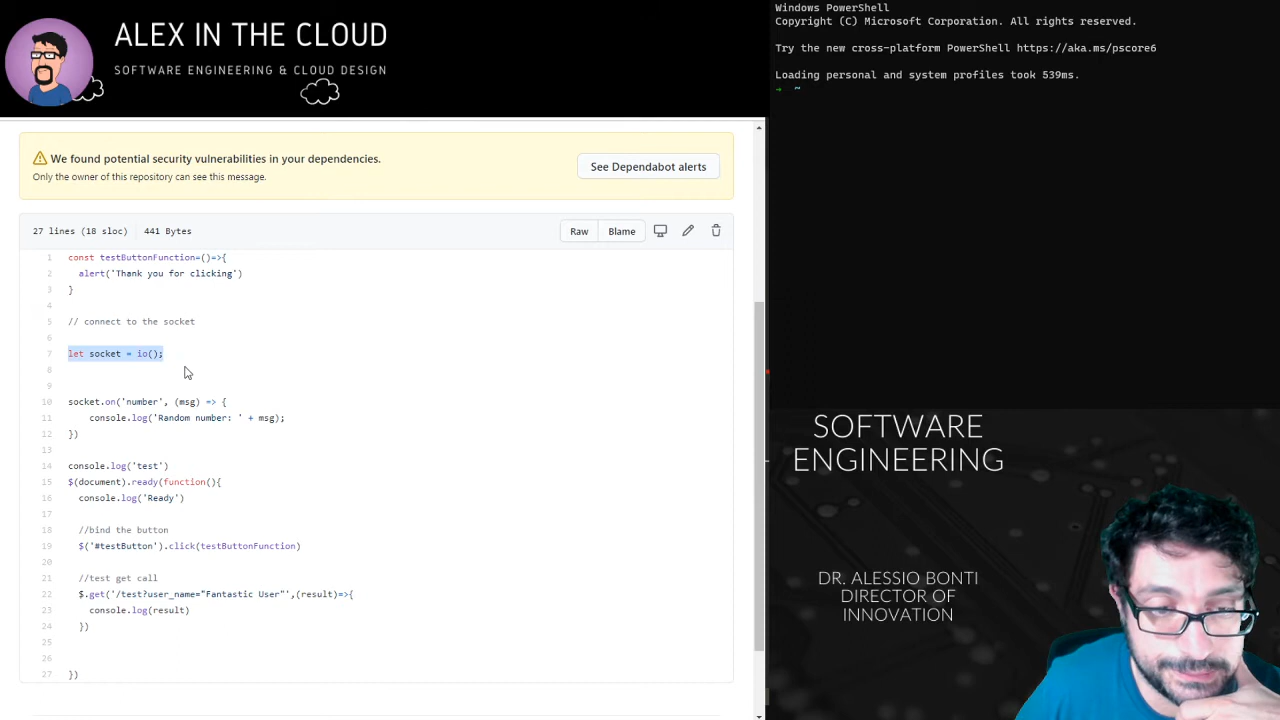 ALEX IN THE CLOUD
SOFTWARE ENGINEERING & CLOUD DESIGN
We found potential security vulnerabilities in your dependencies.
Only the owner of this repository can see this message.
See Dependabot alerts
27 lines (18 sloc) 441 Bytes
Raw Blame
1 const testButtonFunction=()=>{
2 alert('Thank you for clicking')
3 }
4
5 // connect to the socket
6
7 let socket = io();
8
9
10 socket.on('number', (msg) => {
11 console.log('Random number: ' + msg);
12 })
13
14 console.log('test')
15 $(document).ready(function(){
16 console.log('Ready')
17
18 //bind the button
19 $('#testButton').click(testButtonFunction)
20
21 //test get call
22 $.get('/test?user_name="Fantastic User"',(result)=>{
23 console.log(result)
24 })
25
26
27 })
Windows PowerShell
Copyright (C) Microsoft Corporation. All rights reserved.
Try the new cross-platform PowerShell https://aka.ms/pscore6
Loading personal and system profiles took 539ms.
→ ~
SOFTWARE
ENGINEERING
DR. ALESSIO BONTI
DIRECTOR OF
INNOVATION